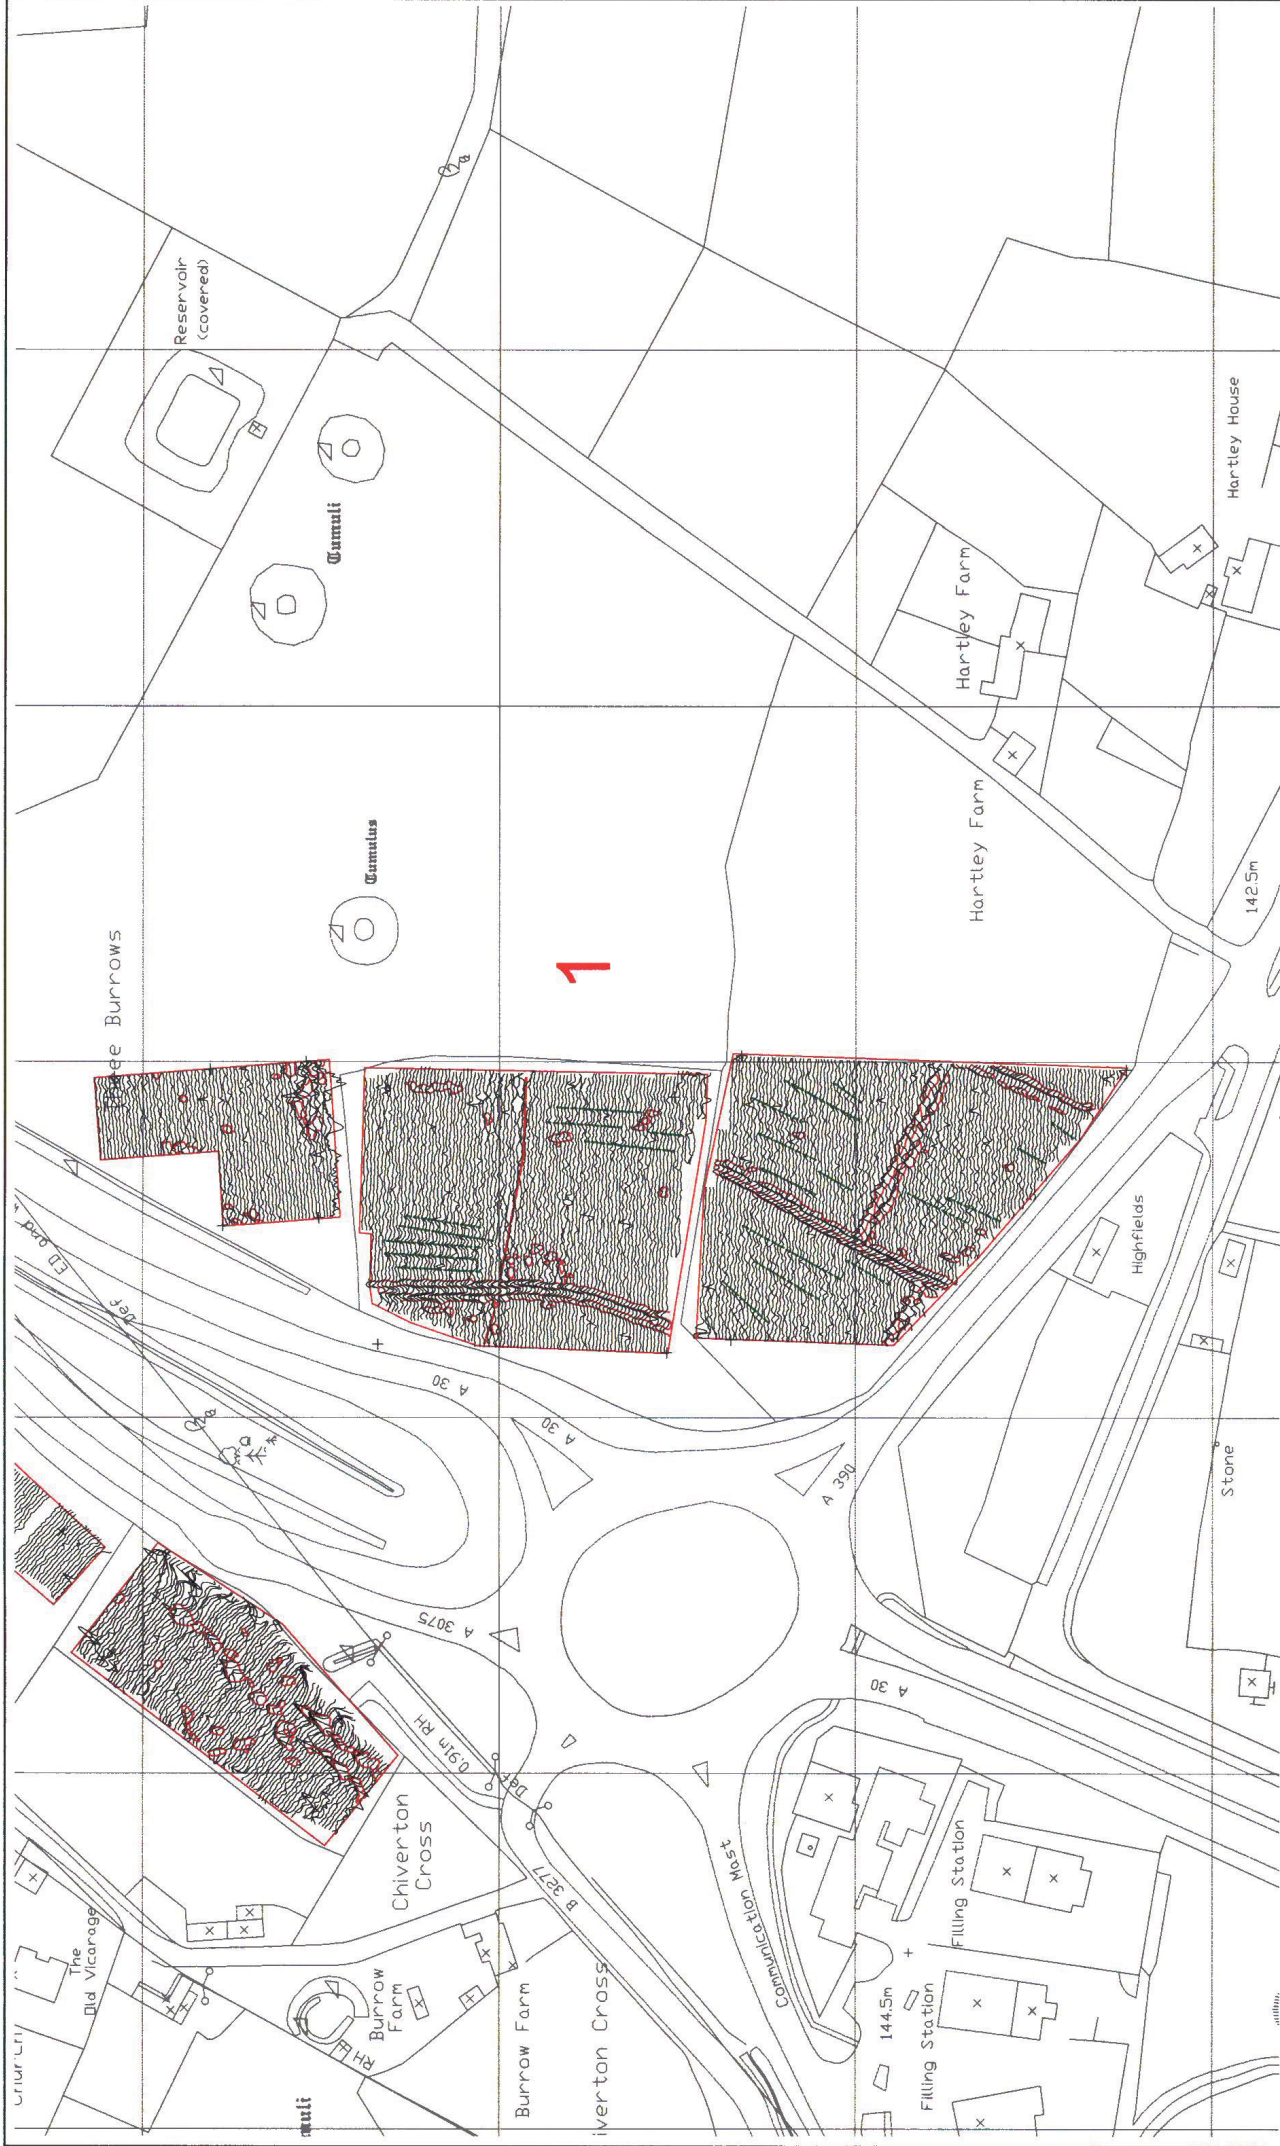 Reservoir
(covered)
Tumuli
Tumulus
Burrows
1
Hartley Farm
Hartley Farm
Hartley House
142.5m
Highfields
Stone
ED and
Def
A 30
A 30
A 390
A 3075
A 30
0.91m RH
Def
B 3277
Chiverton
Cross
The
Old Vicarage
Burrow
Farm
RH
Burrow Farm
iverton Cross
muli
Communication Mast
144.5m
Filling Station
Filling Station